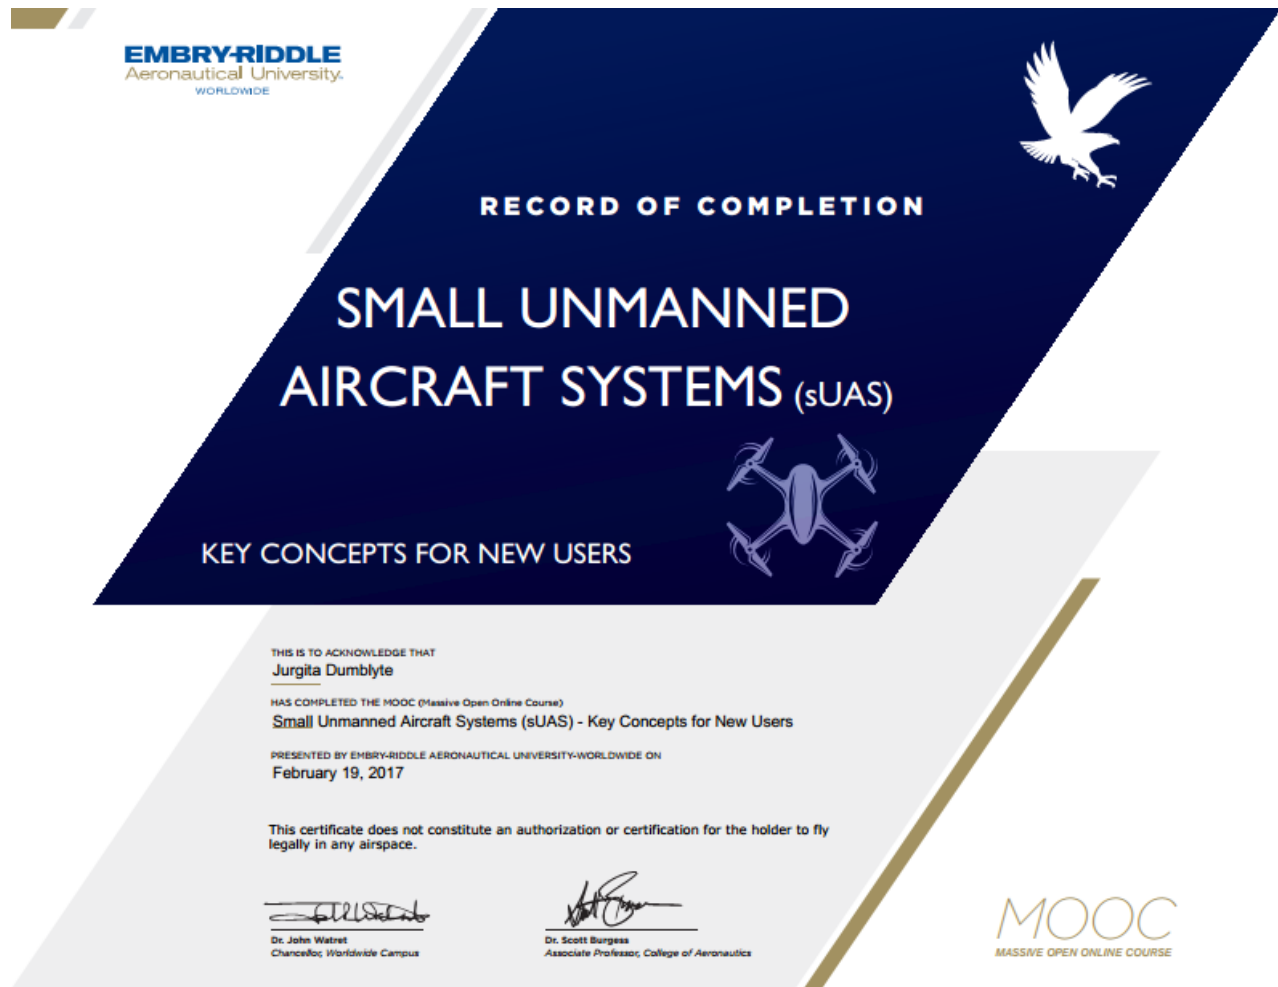 EMBRY-RIDDLE
Aeronautical University.
WORLDWIDE
RECORD OF COMPLETION
SMALL UNMANNED
AIRCRAFT SYSTEMS (sUAS)
KEY CONCEPTS FOR NEW USERS
THIS IS TO ACKNOWLEDGE THAT
Jurgita Dumblyte
HAS COMPLETED THE MOOC (Massive Open Online Course)
Small Unmanned Aircraft Systems (sUAS) - Key Concepts for New Users
PRESENTED BY EMBRY-RIDDLE AERONAUTICAL UNIVERSITY-WORLDWIDE ON
February 19, 2017
This certificate does not constitute an authorization or certification for the holder to fly
legally in any airspace.
Dr. John Watret
Chancellor, Worldwide Campus
Dr. Scott Burgess
Associate Professor, College of Aeronautics
MOOC
MASSIVE OPEN ONLINE COURSE